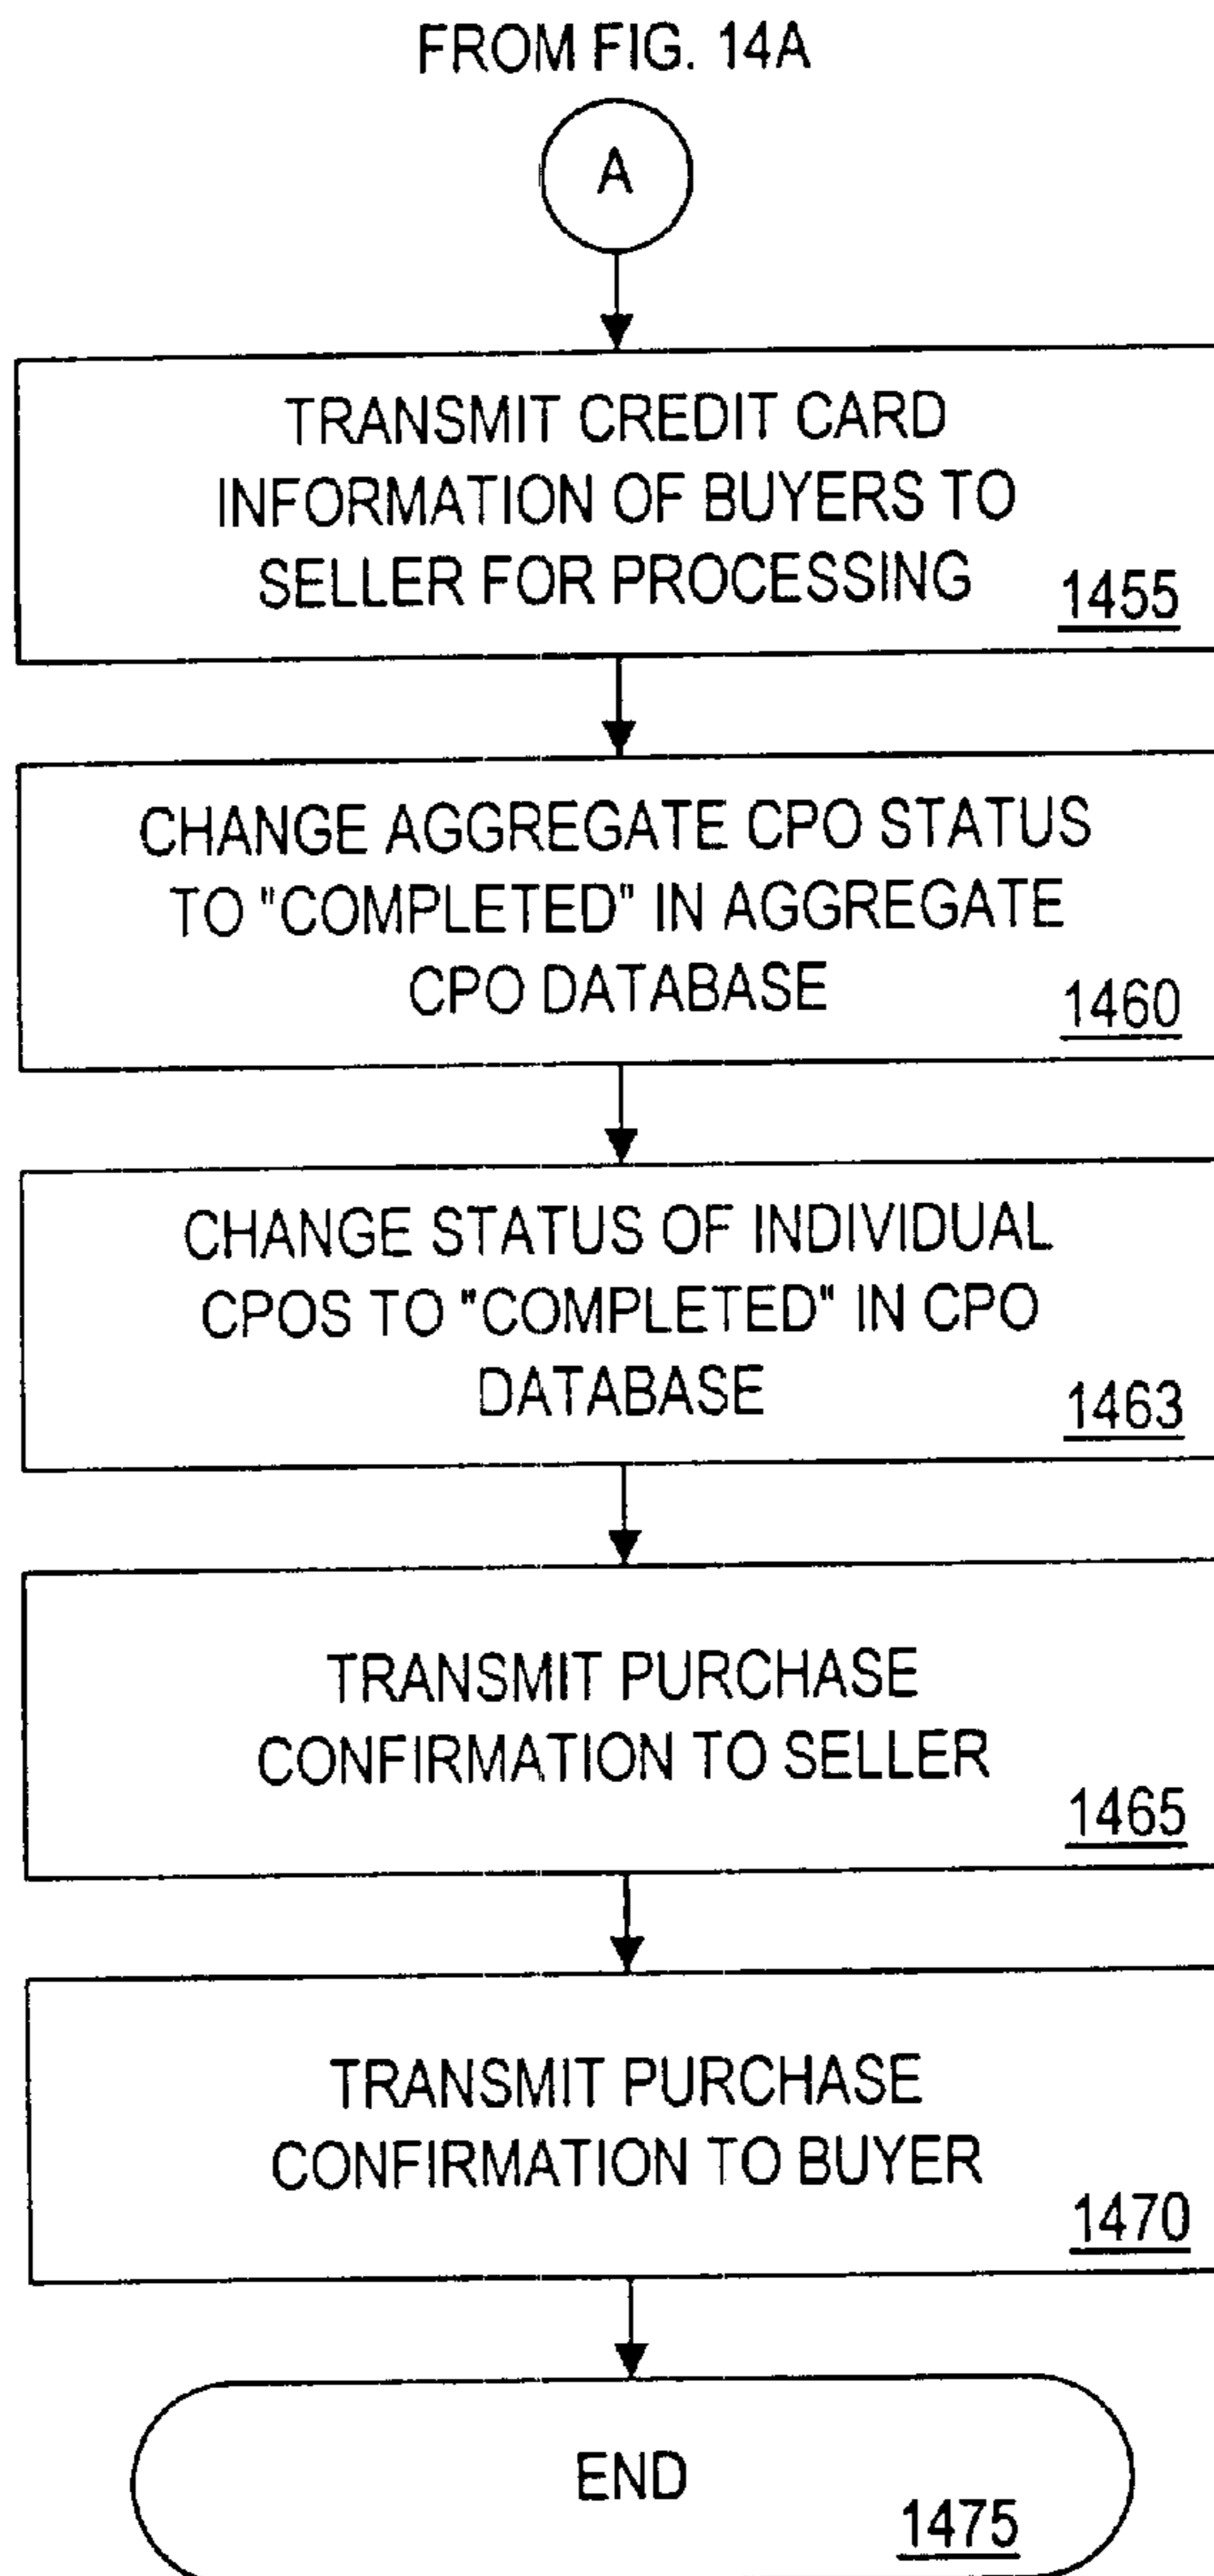 FROM FIG. 14A
A
TRANSMIT CREDIT CARD
INFORMATION OF BUYERS TO
SELLER FOR PROCESSING
1455
CHANGE AGGREGATE CPO STATUS
TO "COMPLETED" IN AGGREGATE
CPO DATABASE
1460
CHANGE STATUS OF INDIVIDUAL
CPOS TO "COMPLETED" IN CPO
DATABASE
1463
TRANSMIT PURCHASE
CONFIRMATION TO SELLER
1465
TRANSMIT PURCHASE
CONFIRMATION TO BUYER
1470
END
1475